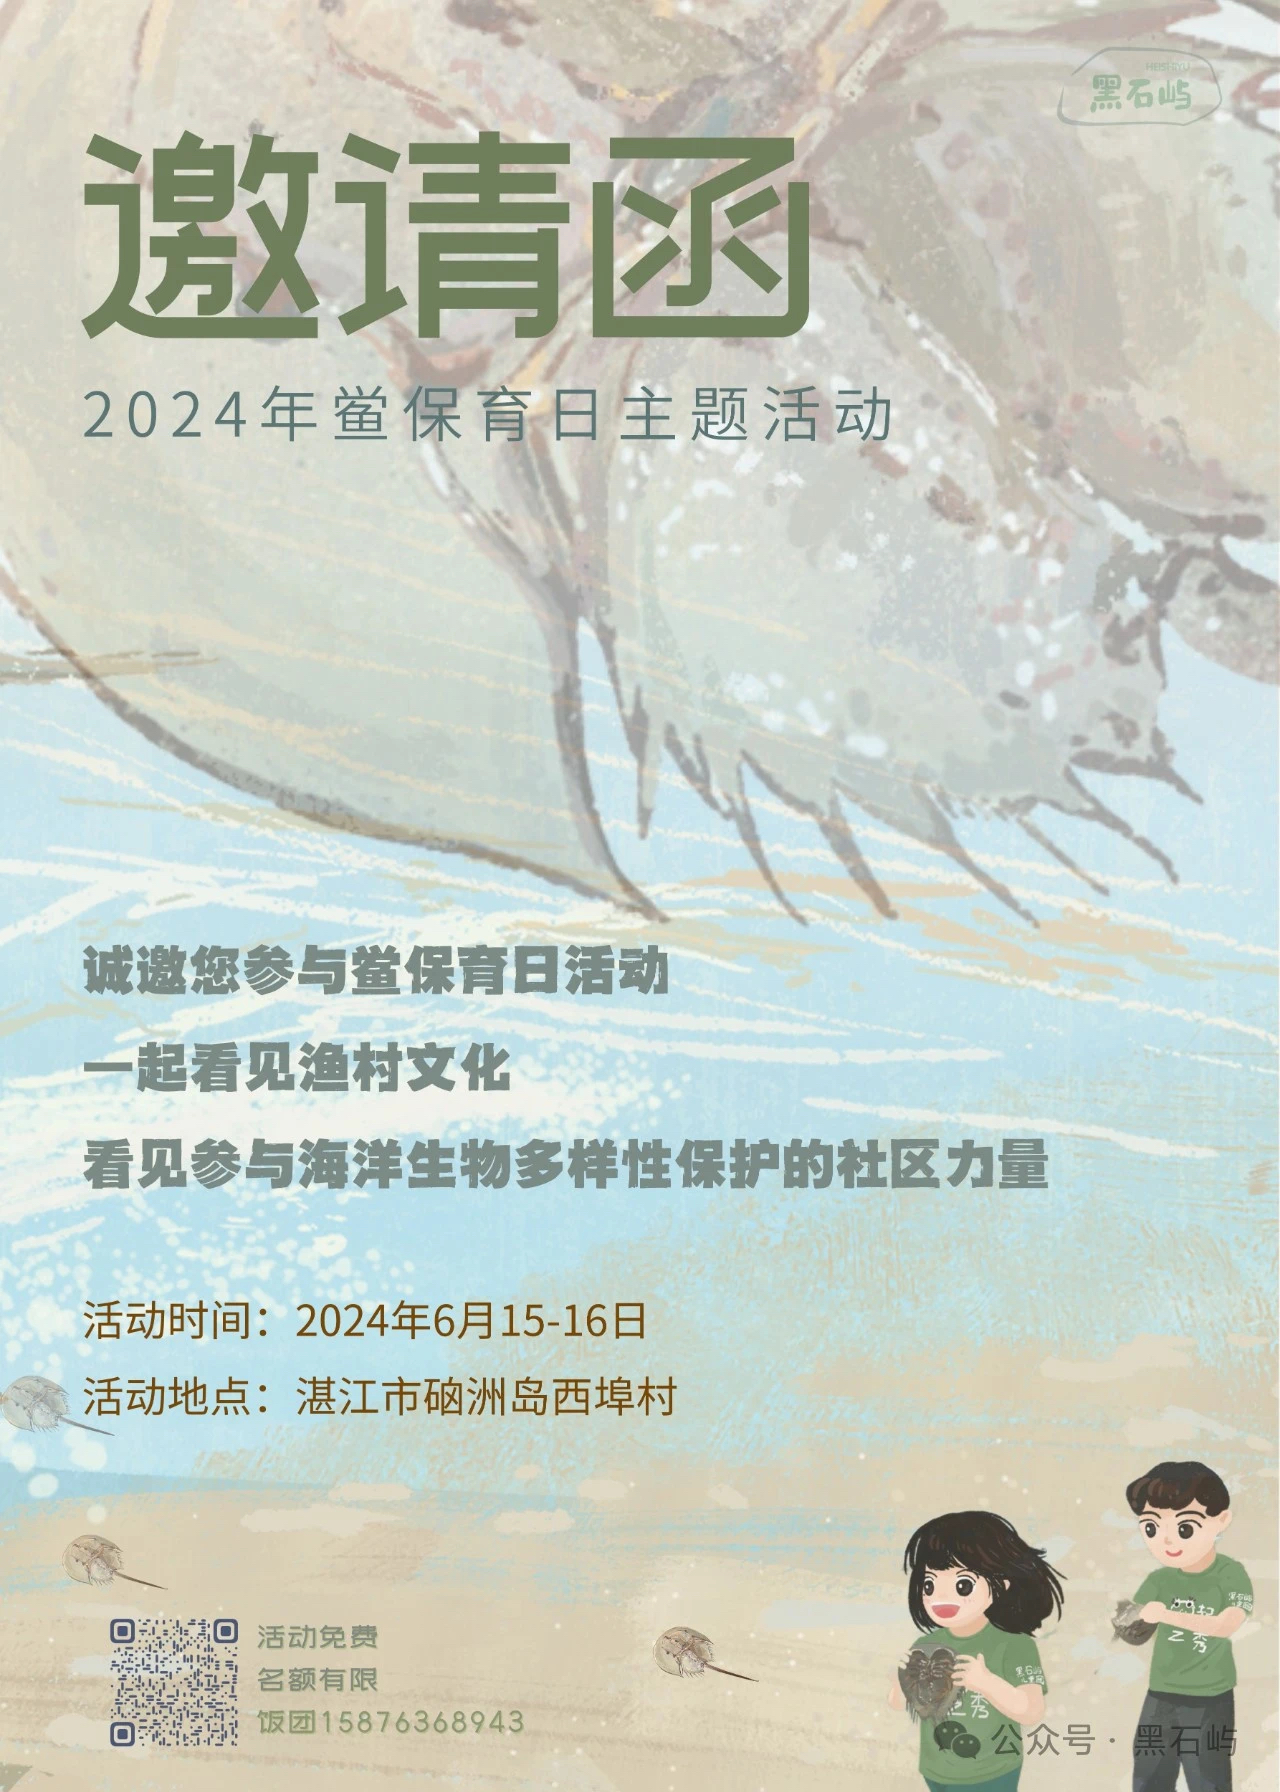 HEISHIYU
黑石屿
邀请函
2024年鲎保育日主题活动
诚邀您参与鲎保育日活动
一起看见渔村文化
看见参与海洋生物多样性保护的社区力量
活动时间：2024年6月15-16日
活动地点：湛江市硇洲岛西埠村
活动免费
名额有限
饭团15876368943
公众号 · 黑石屿